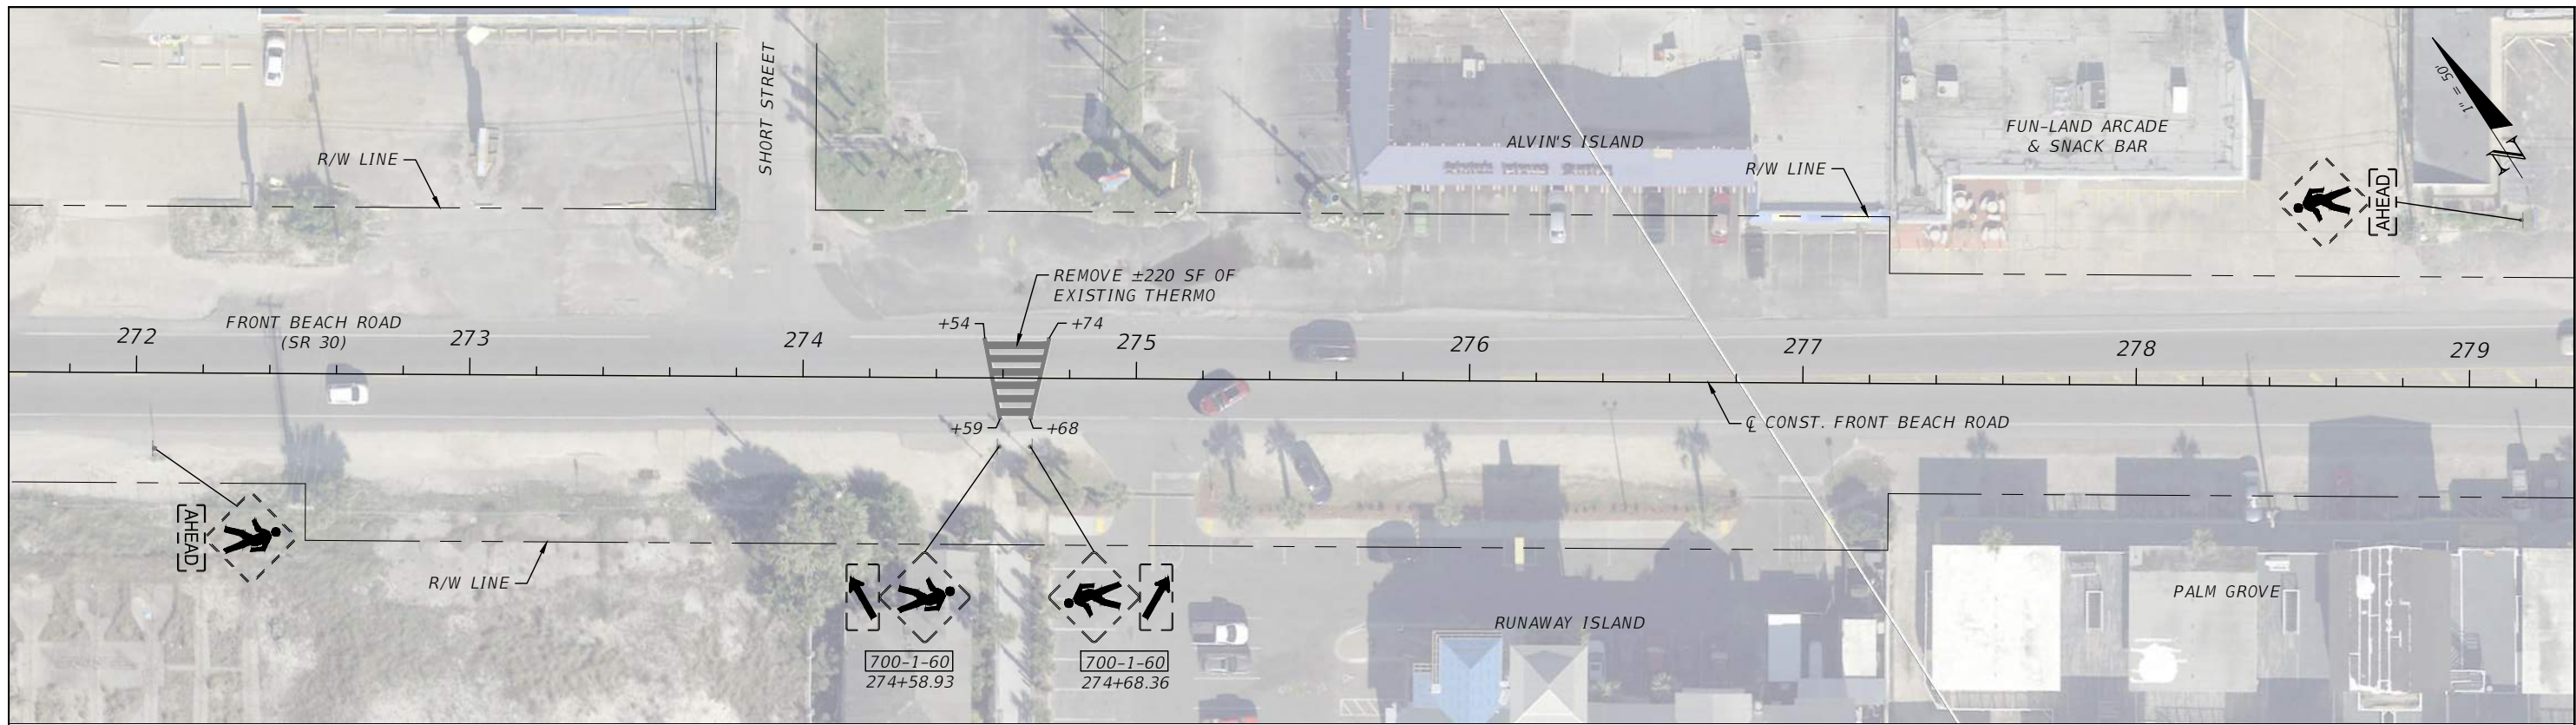 SHORT STREET
R/W LINE
ALVIN'S ISLAND
R/W LINE
FUN-LAND ARCADE
& SNACK BAR
1" = 50'
N
AHEAD
REMOVE ±220 SF OF
EXISTING THERMO
FRONT BEACH ROAD
(SR 30)
+54
+74
272
273
274
275
276
277
278
279
+59
+68
℄ CONST. FRONT BEACH ROAD
AHEAD
R/W LINE
700-1-60
274+58.93
700-1-60
274+68.36
RUNAWAY ISLAND
PALM GROVE